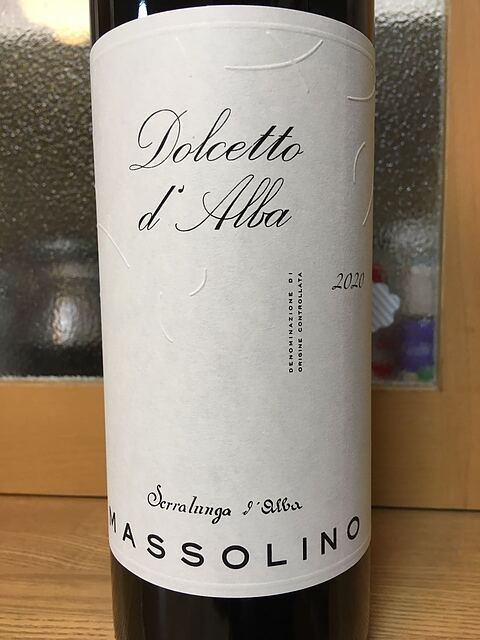 Dolcetto
d'Alba
2020
DENOMINAZIONE DI
ORIGINE CONTROLLATA
Serralunga d'Alba
MASSOLINO